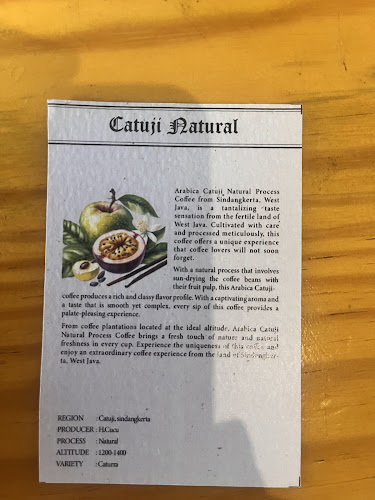 Catuji Natural
Arabica Catuji Natural Process
Coffee from Sindangkerta, West
Java, is a tantalizing taste
sensation from the fertile land of
West Java. Cultivated with care
and processed meticulously, this
coffee offers a unique experience
that coffee lovers will not soon
forget.
With a natural process that involves
sun-drying the coffee beans with
their fruit pulp, this Arabica Catuji-
coffee produces a rich and classy flavor profile. With a captivating aroma and
a taste that is smooth yet complex, every sip of this coffee provides a
palate-pleasing experience.
From coffee plantations located at the ideal altitude, Arabica Catuji
Natural Process Coffee brings a fresh touch of nature and natural
freshness in every cup. Experience the uniqueness of this coffee and
enjoy an extraordinary coffee experience from the land of Sindangker-
ta, West Java.
REGION : Catuji, sindangkerta
PRODUCER : H.Cucu
PROCESS : Natural
ALTITUDE : 1200-1400
VARIETY : Caturra